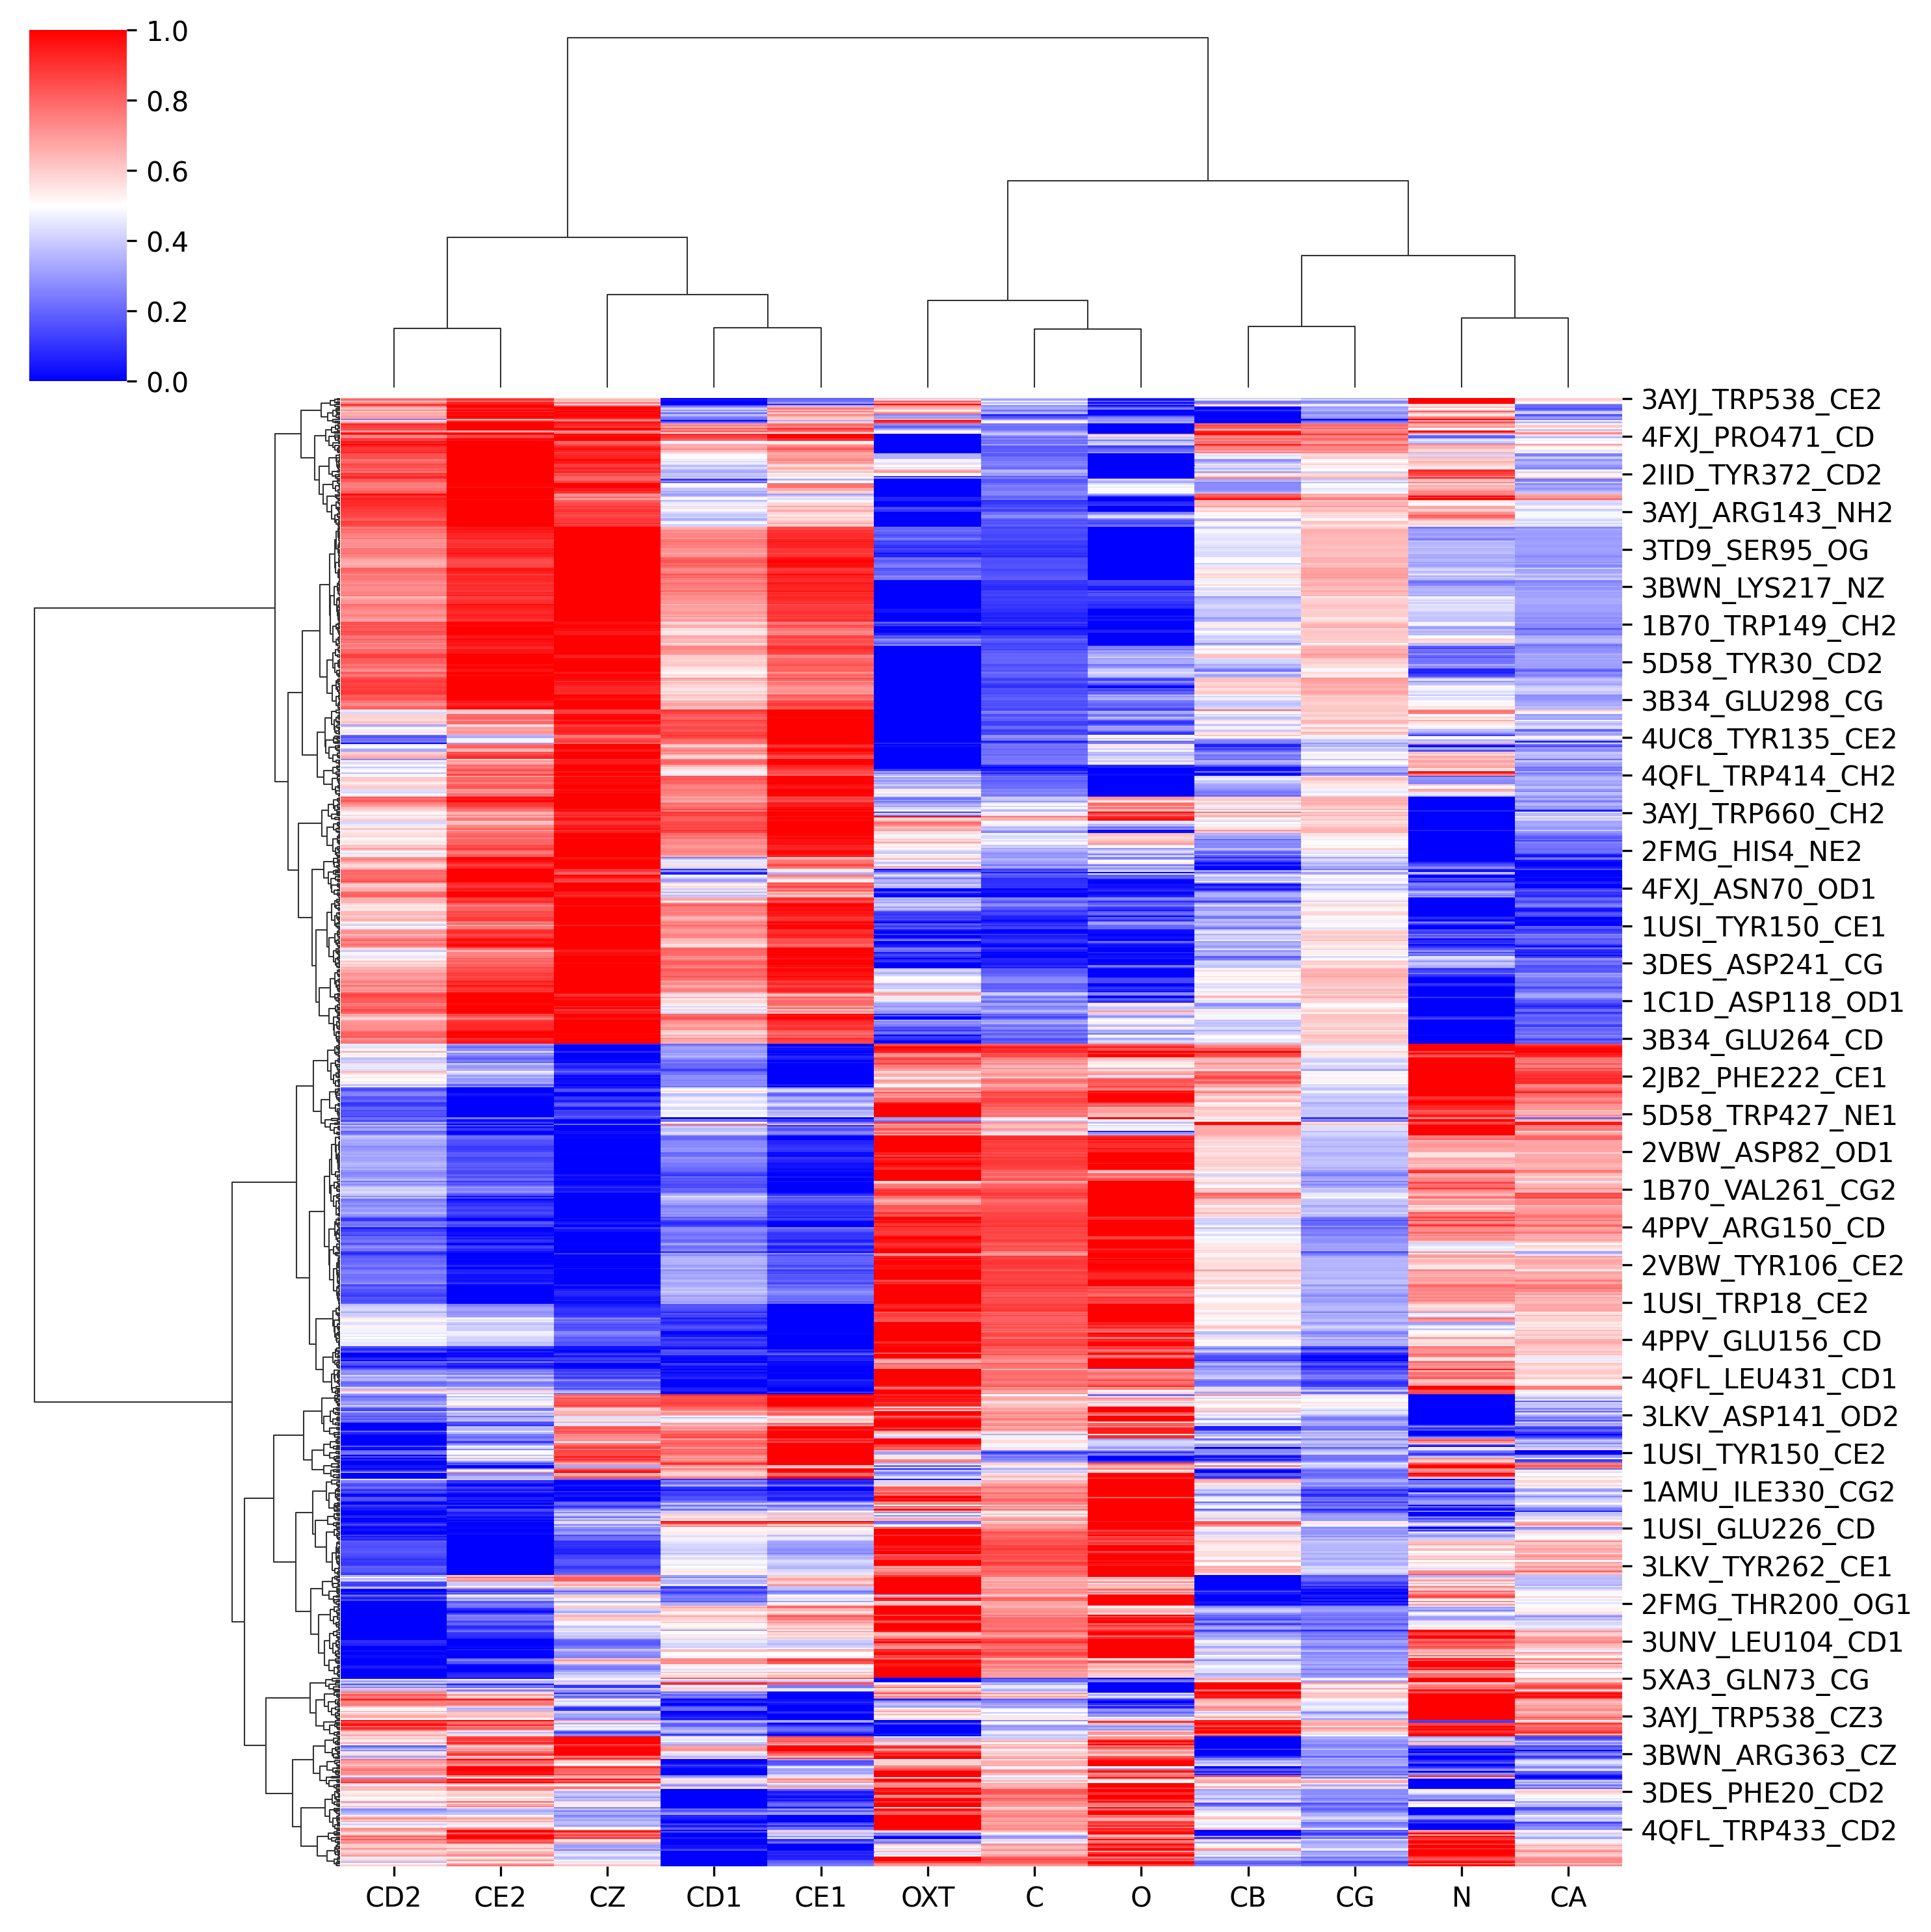 1.0
0.8
0.6
0.4
0.2
0.0
3AYJ_TRP538_CE2
4FXJ_PRO471_CD
2IID_TYR372_CD2
3AYJ_ARG143_NH2
3TD9_SER95_OG
3BWN_LYS217_NZ
1B70_TRP149_CH2
5D58_TYR30_CD2
3B34_GLU298_CG
4UC8_TYR135_CE2
4QFL_TRP414_CH2
3AYJ_TRP660_CH2
2FMG_HIS4_NE2
4FXJ_ASN70_OD1
1USI_TYR150_CE1
3DES_ASP241_CG
1C1D_ASP118_OD1
3B34_GLU264_CD
2JB2_PHE222_CE1
5D58_TRP427_NE1
2VBW_ASP82_OD1
1B70_VAL261_CG2
4PPV_ARG150_CD
2VBW_TYR106_CE2
1USI_TRP18_CE2
4PPV_GLU156_CD
4QFL_LEU431_CD1
3LKV_ASP141_OD2
1USI_TYR150_CE2
1AMU_ILE330_CG2
1USI_GLU226_CD
3LKV_TYR262_CE1
2FMG_THR200_OG1
3UNV_LEU104_CD1
5XA3_GLN73_CG
3AYJ_TRP538_CZ3
3BWN_ARG363_CZ
3DES_PHE20_CD2
4QFL_TRP433_CD2
CD2 CE2 CZ CD1 CE1 OXT C O CB CG N CA